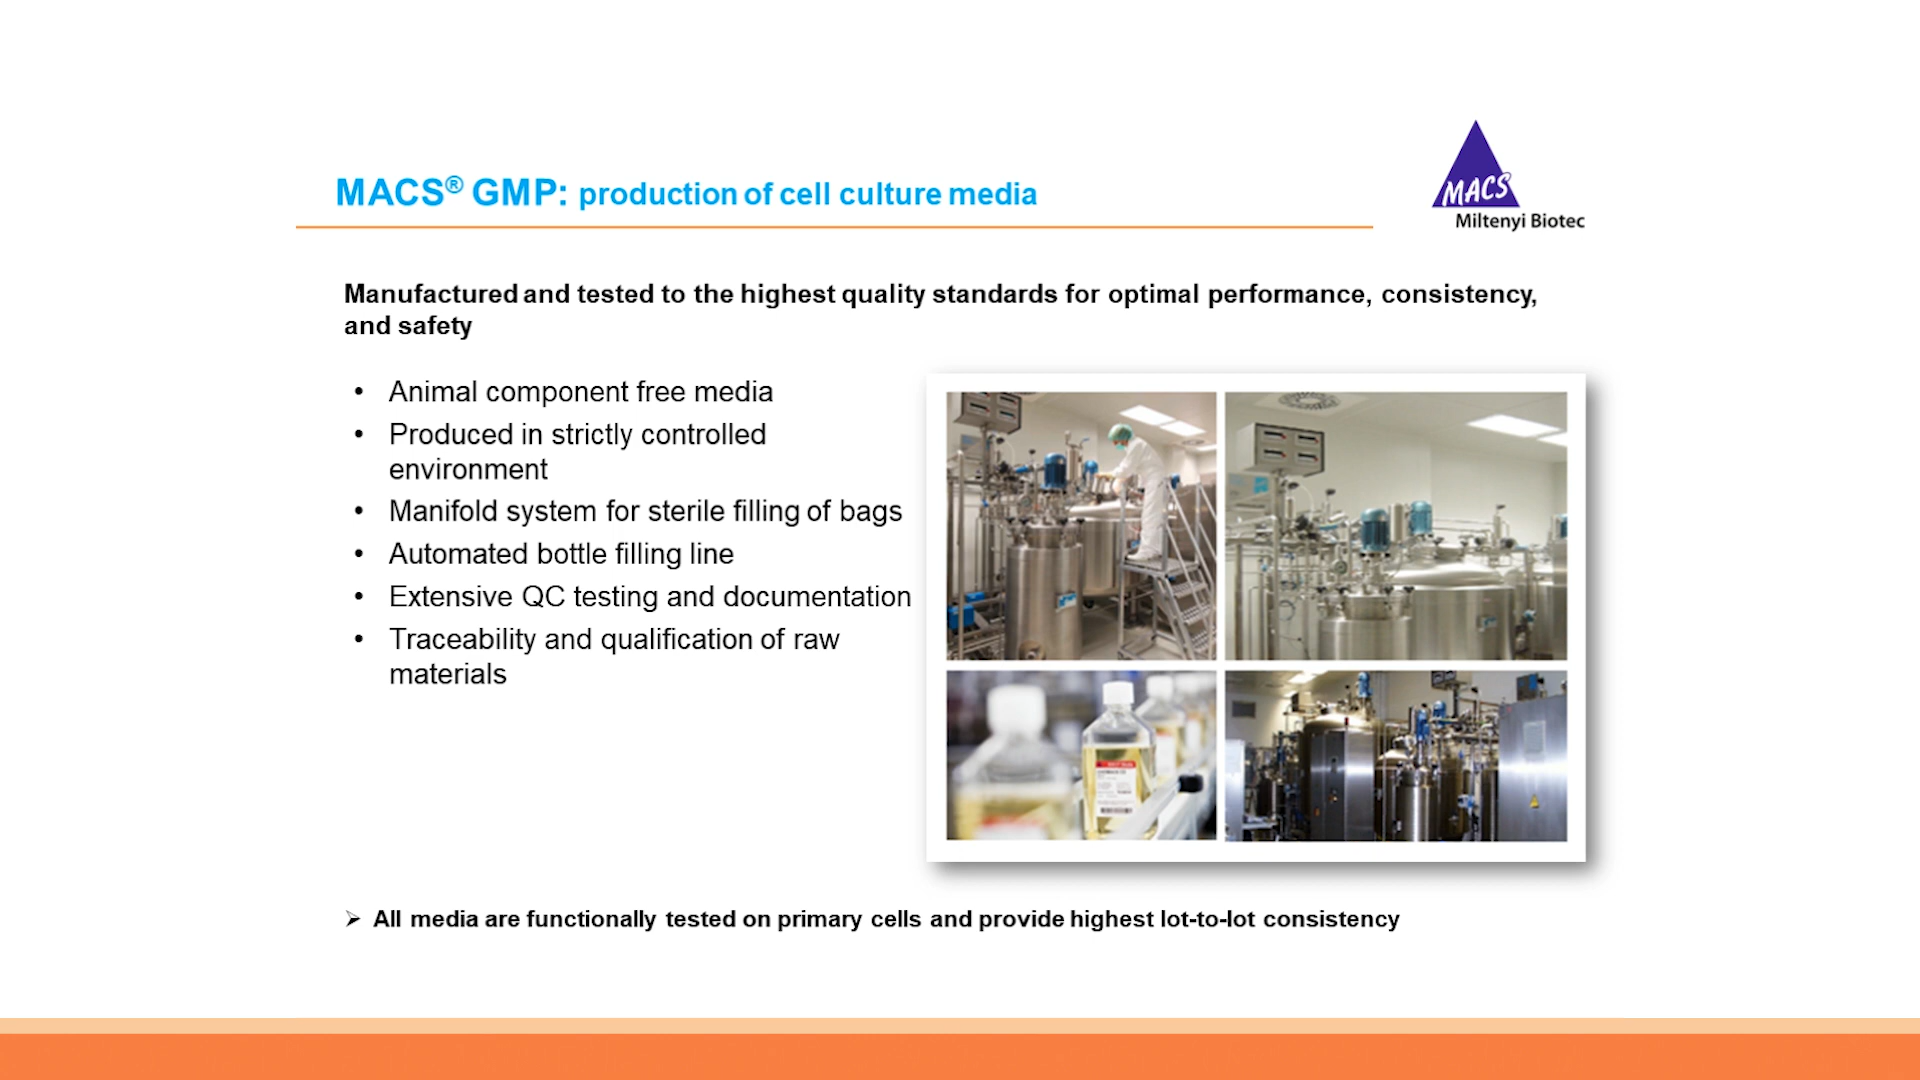 MACS® GMP: production of cell culture media
MACS
Miltenyi Biotec
Manufactured and tested to the highest quality standards for optimal performance, consistency,
and safety
• Animal component free media
• Produced in strictly controlled
environment
• Manifold system for sterile filling of bags
• Automated bottle filling line
• Extensive QC testing and documentation
• Traceability and qualification of raw
materials
➢ All media are functionally tested on primary cells and provide highest lot-to-lot consistency